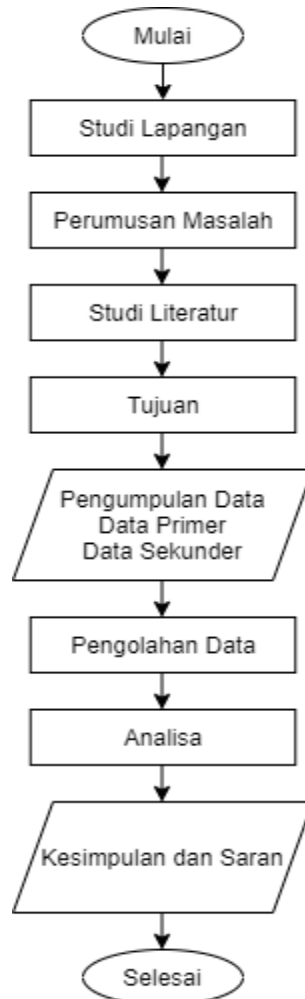 Mulai
Studi Lapangan
Perumusan Masalah
Studi Literatur
Tujuan
Pengumpulan Data
Data Primer
Data Sekunder
Pengolahan Data
Analisa
Kesimpulan dan Saran
Selesai